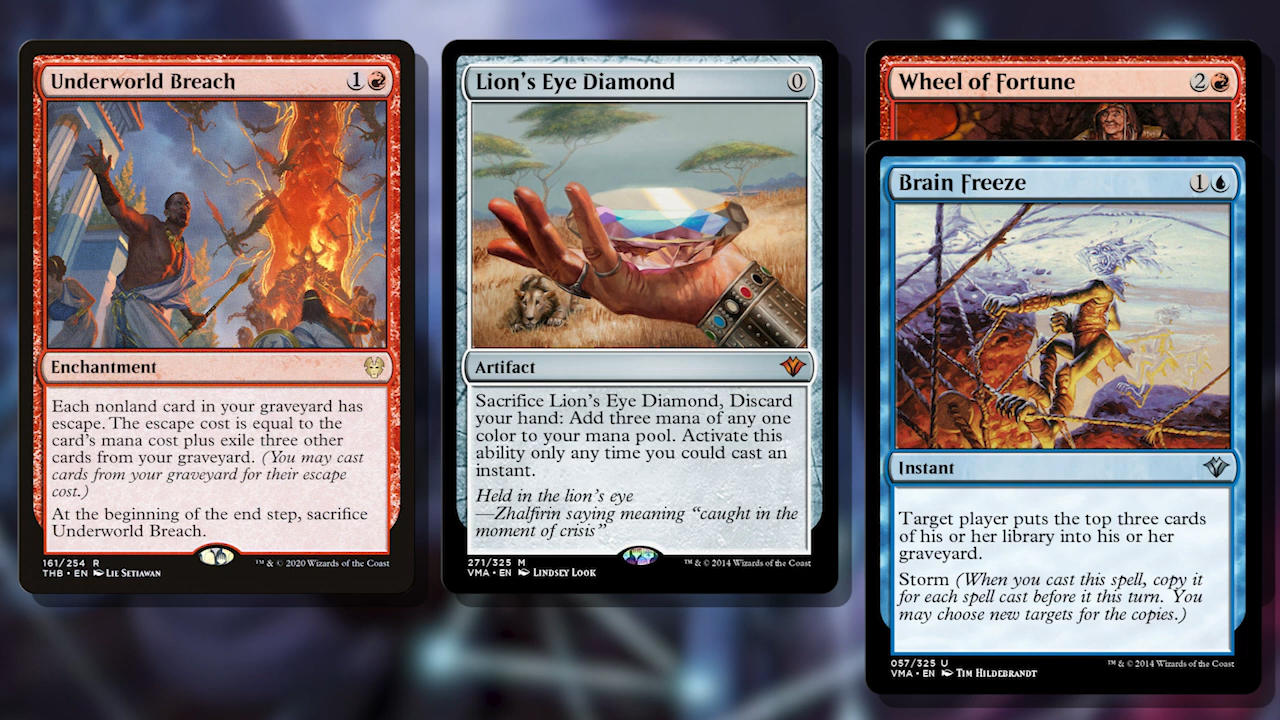 Underworld Breach 1
Enchantment
Each nonland card in your graveyard has
escape. The escape cost is equal to the
card's mana cost plus exile three other
cards from your graveyard. (You may cast
cards from your graveyard for their escape
cost.)
At the beginning of the end step, sacrifice
Underworld Breach.
161/254 R
THB • EN Lie Setiawan
™ & © 2020 Wizards of the Coast
Lion's Eye Diamond 0
Artifact
Sacrifice Lion's Eye Diamond, Discard
your hand: Add three mana of any one
color to your mana pool. Activate this
ability only any time you could cast an
instant.
Held in the lion's eye
—Zhalfirin saying meaning “caught in the
moment of crisis”
271/325 M
VMA • EN Lindsey Look
™ & © 2014 Wizards of the Coast
Wheel of Fortune 2
Brain Freeze 1
Instant
Target player puts the top three cards
of his or her library into his or her
graveyard.
Storm (When you cast this spell, copy it
for each spell cast before it this turn. You
may choose new targets for the copies.)
057/325 U
VMA • EN Tim Hildebrandt
™ & © 2014 Wizards of the Coast